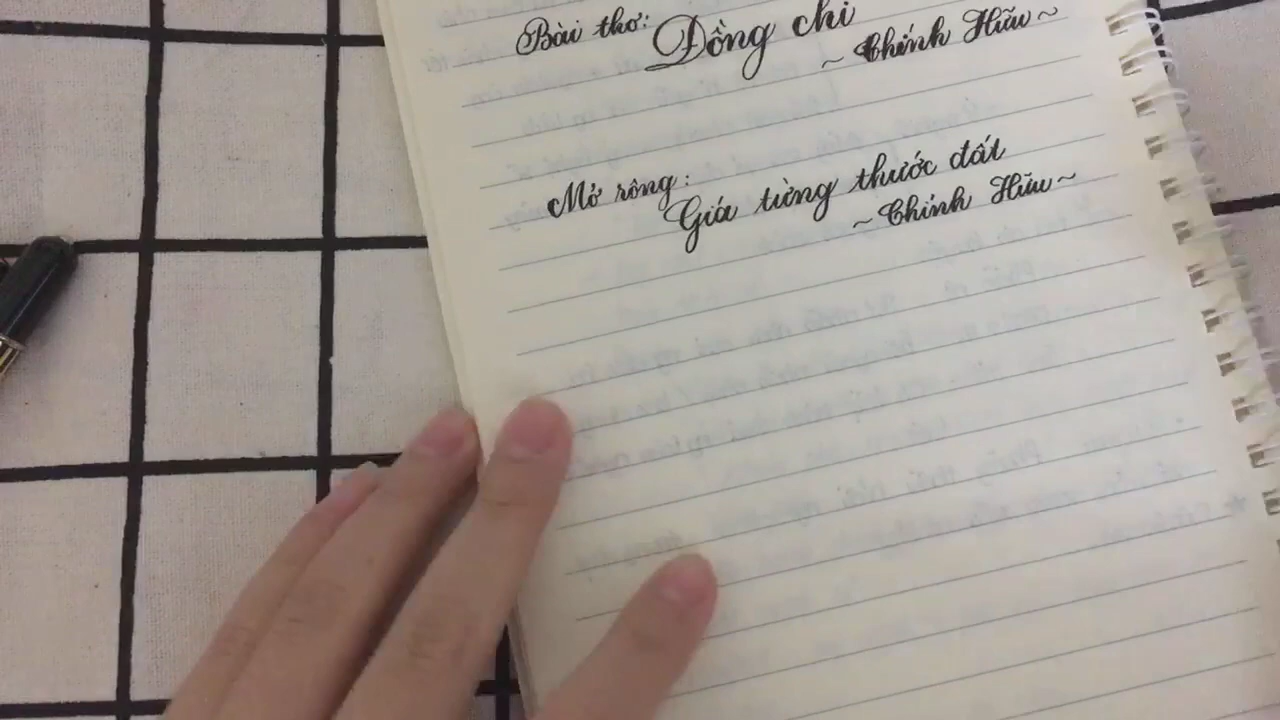 Bài thơ: Đồng chí
~ Chính Hữu ~
Mở rộng:
Giá từng thước đất
~ Chính Hữu ~